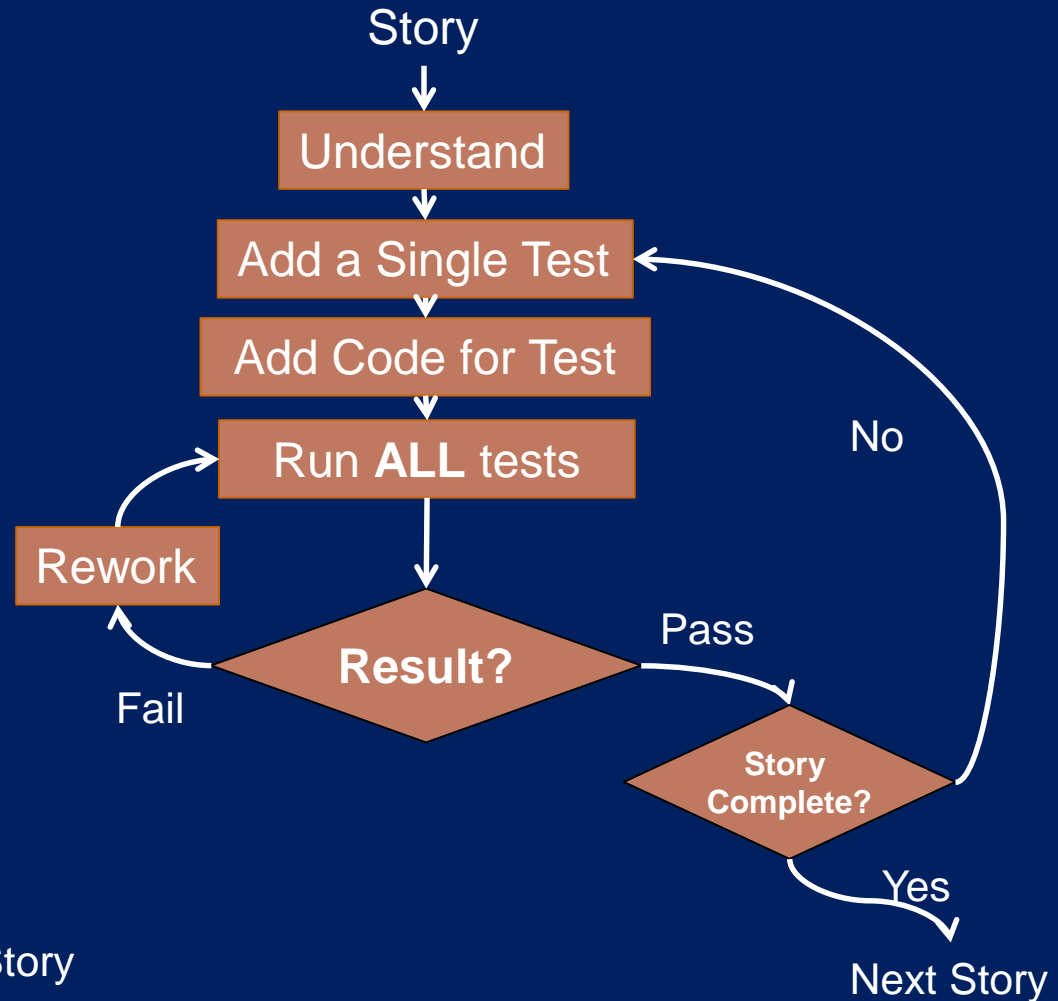 Story
Understand
Add a Single Test
Add Code for Test
No
Run ALL tests
Rework
Pass
Result?
Fail
Story
Complete?
Yes
Story
Next Story